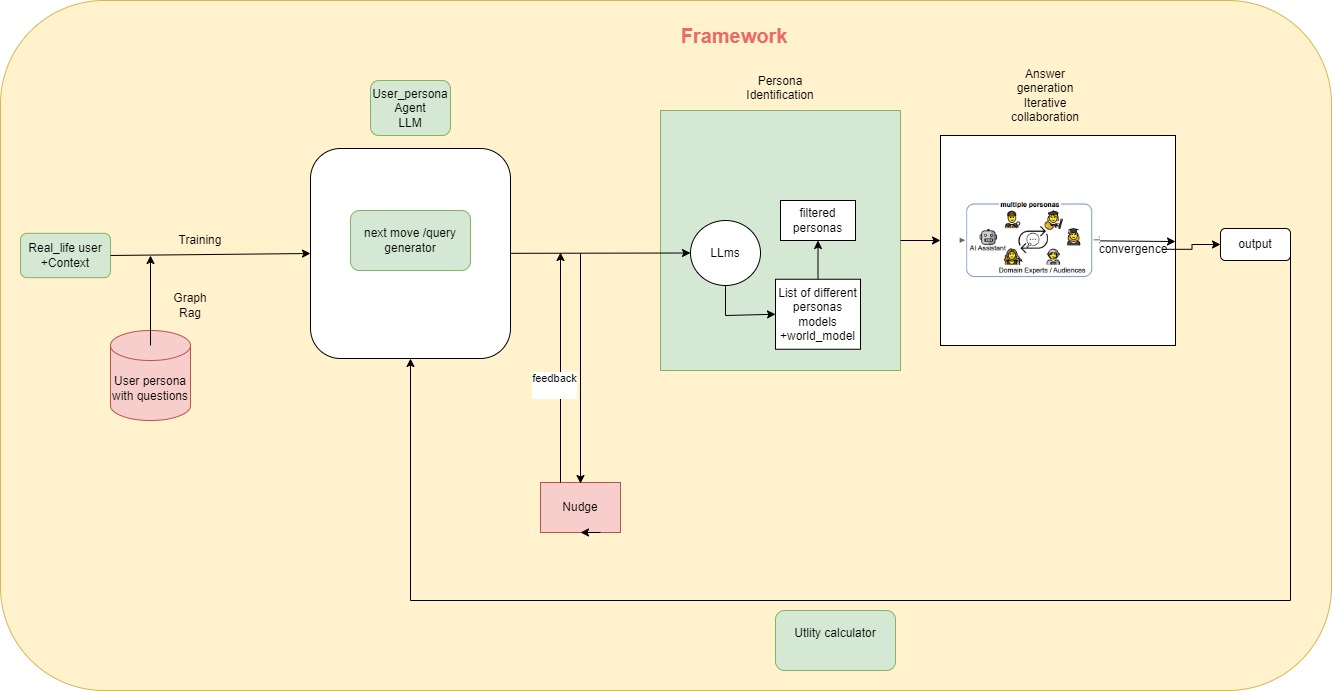 Framework
User_persona
Agent
LLM
Persona
Identification
Answer
generation
Iterative
collaboration
Real_life user
+Context
Training
Graph
Rag
User persona
with questions
next move /query
generator
feedback
Nudge
LLms
filtered
personas
List of different
personas
models
+world_model
multiple personas
AI Assistant
Domain Experts / Audiences
convergence
output
Utlity calculator